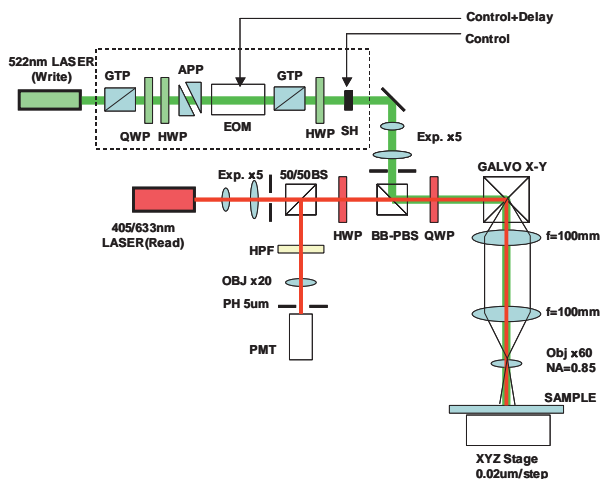 Control+Delay
Control
522nm LASER
(Write)
GTP
APP
GTP
QWP
HWP
EOM
HWP
SH
Exp. x5
GALVO X-Y
Exp. x5
50/50BS
405/633nm
LASER(Read)
HWP
BB-PBS
QWP
f=100mm
HPF
OBJ x20
PH 5um
PMT
f=100mm
Obj x60
NA=0.85
SAMPLE
XYZ Stage
0.02um/step